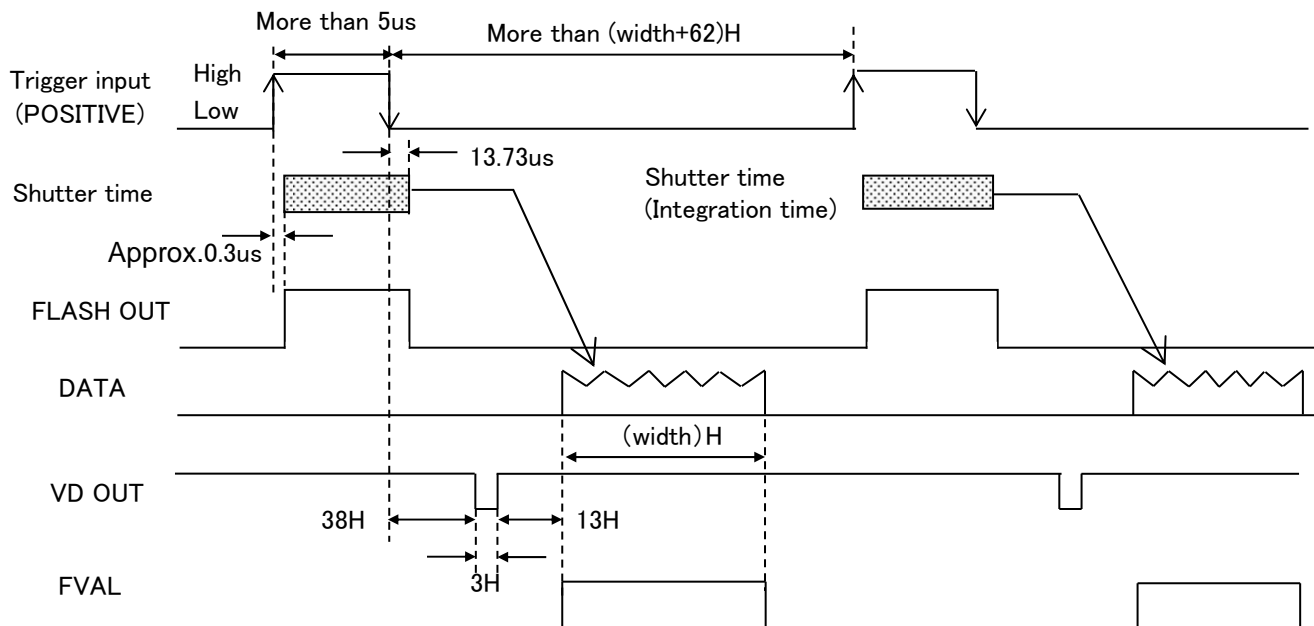 More than 5us
More than (width+62)H
Trigger input
(POSITIVE)
High
Low
13.73us
Shutter time
Shutter time
(Integration time)
Approx.0.3us
FLASH OUT
DATA
(width)H
VD OUT
38H
13H
3H
FVAL